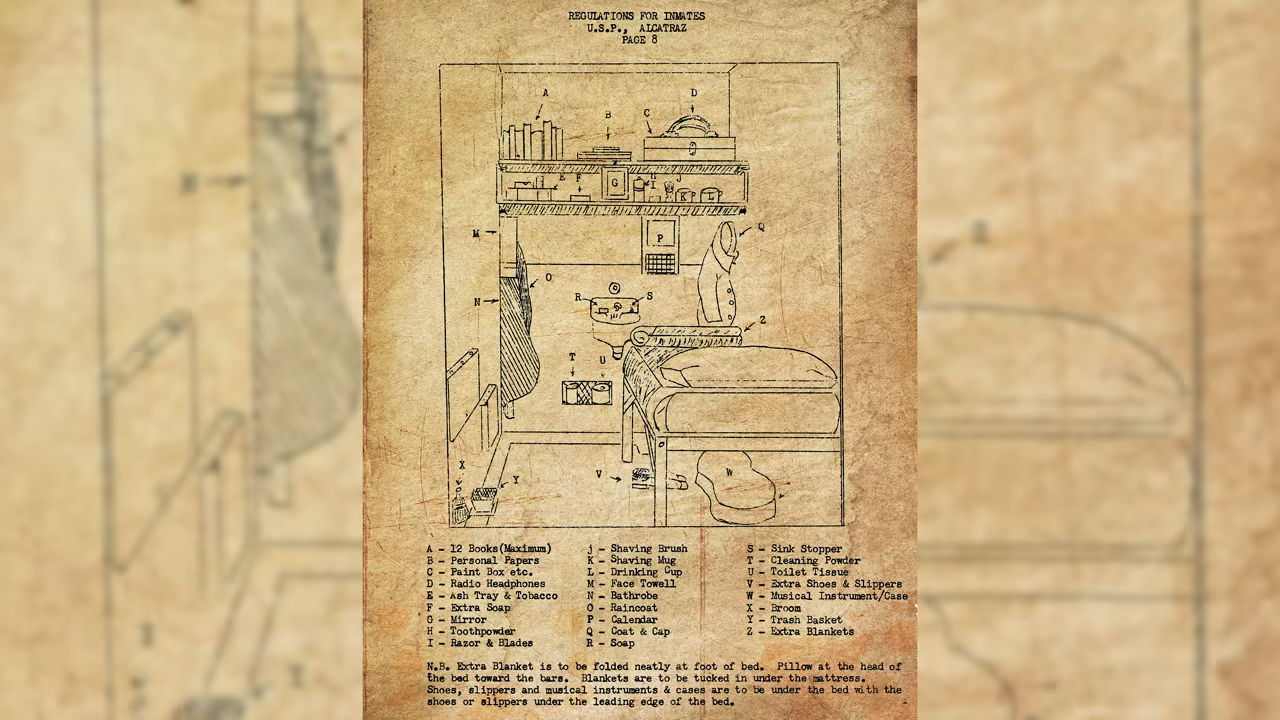 REGULATIONS FOR INMATES
U.S.P., ALCATRAZ
PAGE 8
A
B
C
D
E
F
G
H
I
J
K
L
M
N
O
P
Q
R
S
Z
T
U
V
W
X
Y
A - 12 Books(Maximum)
B - Personal Papers
C - Paint Box etc.
D - Radio Headphones
E - Ash Tray & Tobacco
F - Extra Soap
G - Mirror
H - Toothpowder
I - Razor & Blades
j - Shaving Brush
K - Shaving Mug
L - Drinking Cup
M - Face Towell
N - Bathrobe
O - Raincoat
P - Calendar
Q - Coat & Cap
R - Soap
S - Sink Stopper
T - Cleaning Powder
U - Toilet Tissue
V - Extra Shoes & Slippers
W - Musical Instrument/Case
X - Broom
Y - Trash Basket
Z - Extra Blankets
N.B. Extra Blanket is to be folded neatly at foot of bed. Pillow at the head of
the bed toward the bars. Blankets are to be tucked in under the mattress.
Shoes, slippers and musical instruments & cases are to be under the bed with the
shoes or slippers under the leading edge of the bed.